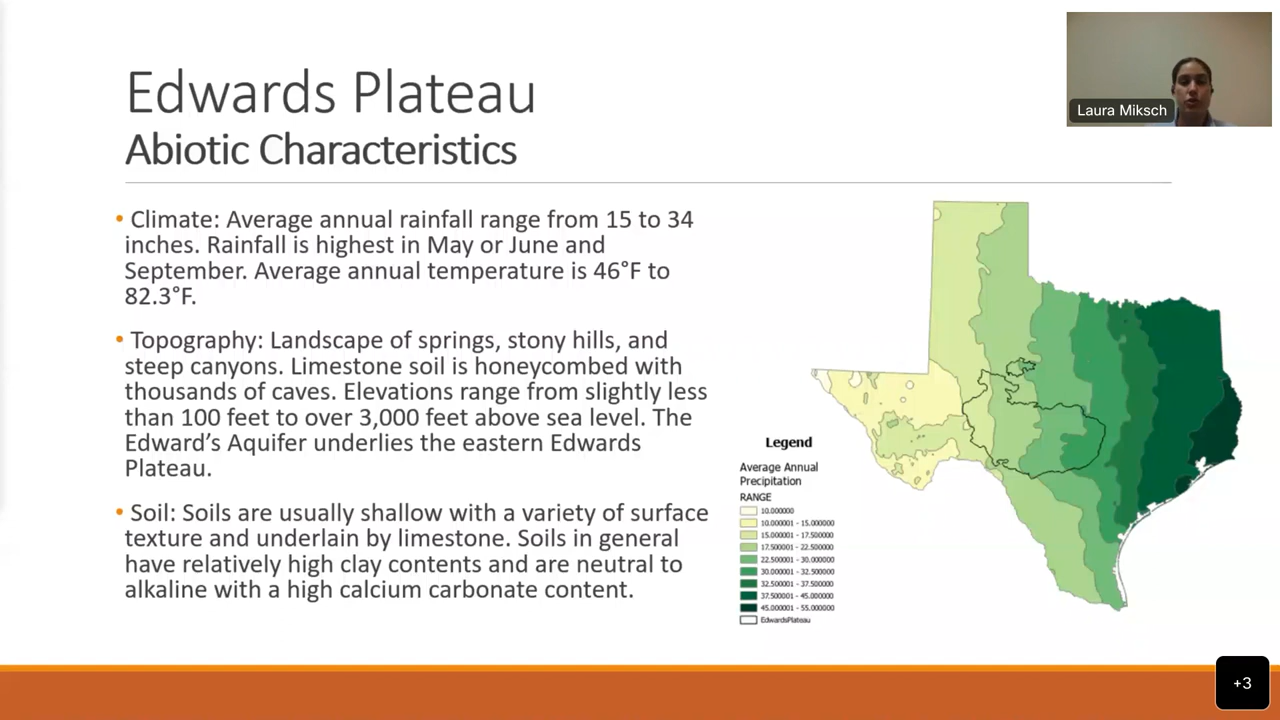 Edwards Plateau
Abiotic Characteristics
Laura Miksch
• Climate: Average annual rainfall range from 15 to 34
inches. Rainfall is highest in May or June and
September. Average annual temperature is 46°F to
82.3°F.
• Topography: Landscape of springs, stony hills, and
steep canyons. Limestone soil is honeycombed with
thousands of caves. Elevations range from slightly less
than 100 feet to over 3,000 feet above sea level. The
Edward's Aquifer underlies the eastern Edwards
Plateau.
• Soil: Soils are usually shallow with a variety of surface
texture and underlain by limestone. Soils in general
have relatively high clay contents and are neutral to
alkaline with a high calcium carbonate content.
Legend
Average Annual
Precipitation
RANGE
10.000000
10.000001 - 15.000000
15.000001 - 17.500000
17.500001 - 22.500000
22.500001 - 30.000000
30.000001 - 32.500000
32.500001 - 37.500000
37.500001 - 45.000000
45.000001 - 55.000000
EdwardsPlateau
+3